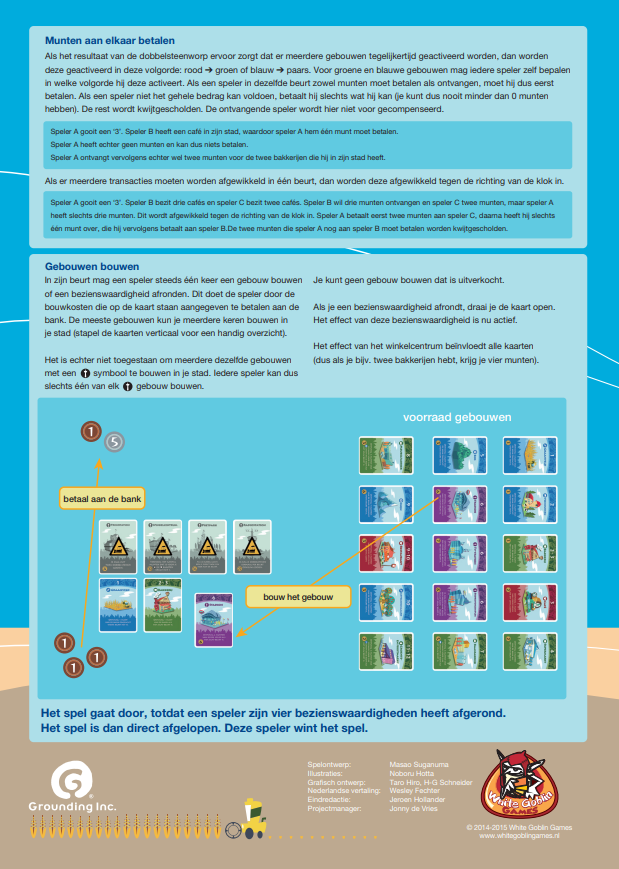 Munten aan elkaar betalen
Als het resultaat van de dobbelsteenworp ervoor zorgt dat er meerdere gebouwen tegelijkertijd geactiveerd worden, dan worden
deze geactiveerd in deze volgorde: rood ➔ groen of blauw ➔ paars. Voor groene en blauwe gebouwen mag iedere speler zelf bepalen
in welke volgorde hij deze activeert. Als een speler in dezelfde beurt zowel munten moet betalen als ontvangen, moet hij dus eerst
betalen. Als een speler niet het gehele bedrag kan voldoen, betaalt hij slechts wat hij kan (je kunt dus nooit minder dan 0 munten
hebben). De rest wordt kwijtgescholden. De ontvangende speler wordt hier niet voor gecompenseerd.
Speler A gooit een '3'. Speler B heeft een café in zijn stad, waardoor speler A hem één munt moet betalen.
Speler A heeft echter geen munten en kan dus niets betalen.
Speler A ontvangt vervolgens echter wel twee munten voor de twee bakkerijen die hij in zijn stad heeft.
Als er meerdere transacties moeten worden afgewikkeld in één beurt, dan worden deze afgewikkeld tegen de richting van de klok in.
Speler A gooit een '3'. Speler B bezit drie cafés en speler C bezit twee cafés. Speler B wil drie munten ontvangen en speler C twee munten, maar speler A
heeft slechts drie munten. Dit wordt afgewikkeld tegen de richting van de klok in. Speler A betaalt eerst twee munten aan speler C, daarna heeft hij slechts
één munt over, die hij vervolgens betaalt aan speler B.De twee munten die speler A nog aan speler B moet betalen worden kwijtgescholden.
Gebouwen bouwen
In zijn beurt mag een speler steeds één keer een gebouw bouwen
of een bezienswaardigheid afronden. Dit doet de speler door de
bouwkosten die op de kaart staan aangegeven te betalen aan de
bank. De meeste gebouwen kun je meerdere keren bouwen in
je stad (stapel de kaarten verticaal voor een handig overzicht).
Het is echter niet toegestaan om meerdere dezelfde gebouwen
met een symbool te bouwen in je stad. Iedere speler kan dus
slechts één van elk gebouw bouwen.
Je kunt geen gebouw bouwen dat is uitverkocht.
Als je een bezienswaardigheid afrondt, draai je de kaart open.
Het effect van deze bezienswaardigheid is nu actief.
Het effect van het winkelcentrum beïnvloedt alle kaarten
(dus als je bijv. twee bakkerijen hebt, krijg je vier munten).
voorraad gebouwen
1
5
betaal aan de bank
bouw het gebouw
1
1
1
Het spel gaat door, totdat een speler zijn vier bezienswaardigheden heeft afgerond.
Het spel is dan direct afgelopen. Deze speler wint het spel.
Grounding Inc.
Spelontwerp: Masao Suganuma
Illustraties: Noboru Hotta
Grafisch ontwerp: Taro Hiro, H-G Schneider
Nederlandse vertaling: Wesley Fechter
Eindredactie: Jeroen Hollander
Projectmanager: Jonny de Vries
White Goblin
GAMES
© 2014-2015 White Goblin Games
www.whitegoblingames.nl